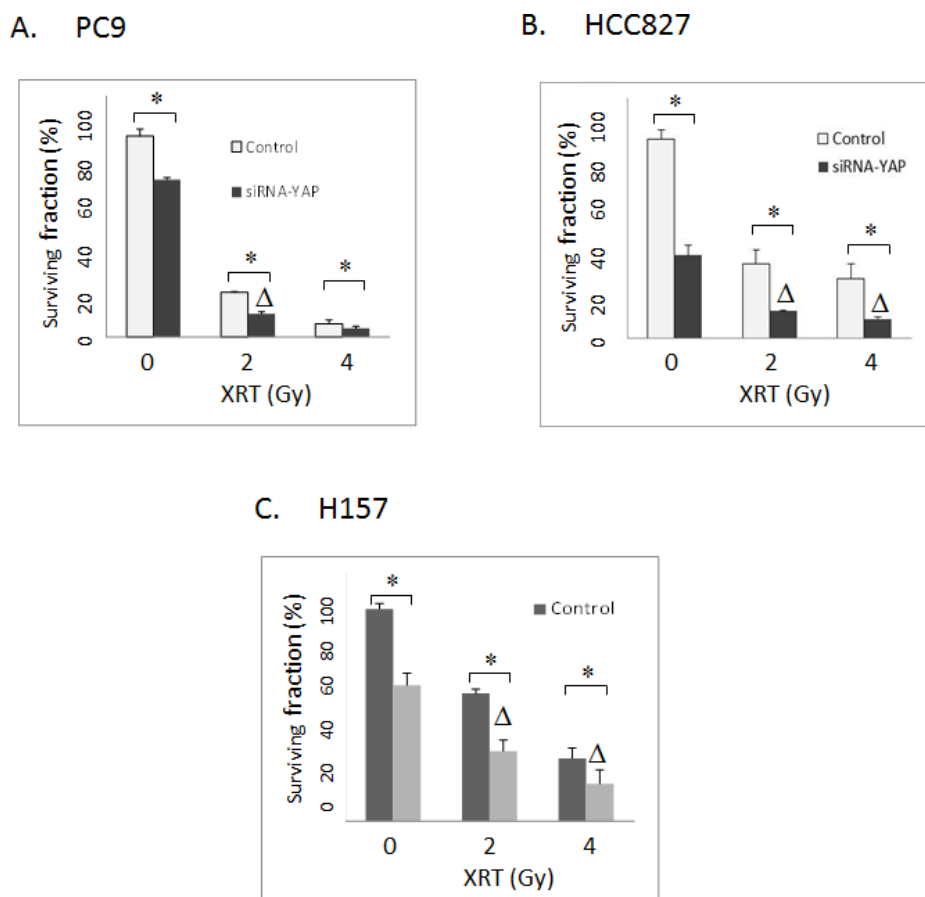 A. PC9
Surviving fraction (%)
100
80
60
40
20
0
*
*
*
Δ
Control
siRNA-YAP
0 2 4
XRT (Gy)
B. HCC827
Surviving fraction (%)
100
80
60
40
20
0
*
*
*
Δ
Δ
Control
siRNA-YAP
0 2 4
XRT (Gy)
C. H157
Surviving fraction (%)
100
80
60
40
20
0
*
*
*
Δ
Δ
Control
0 2 4
XRT (Gy)